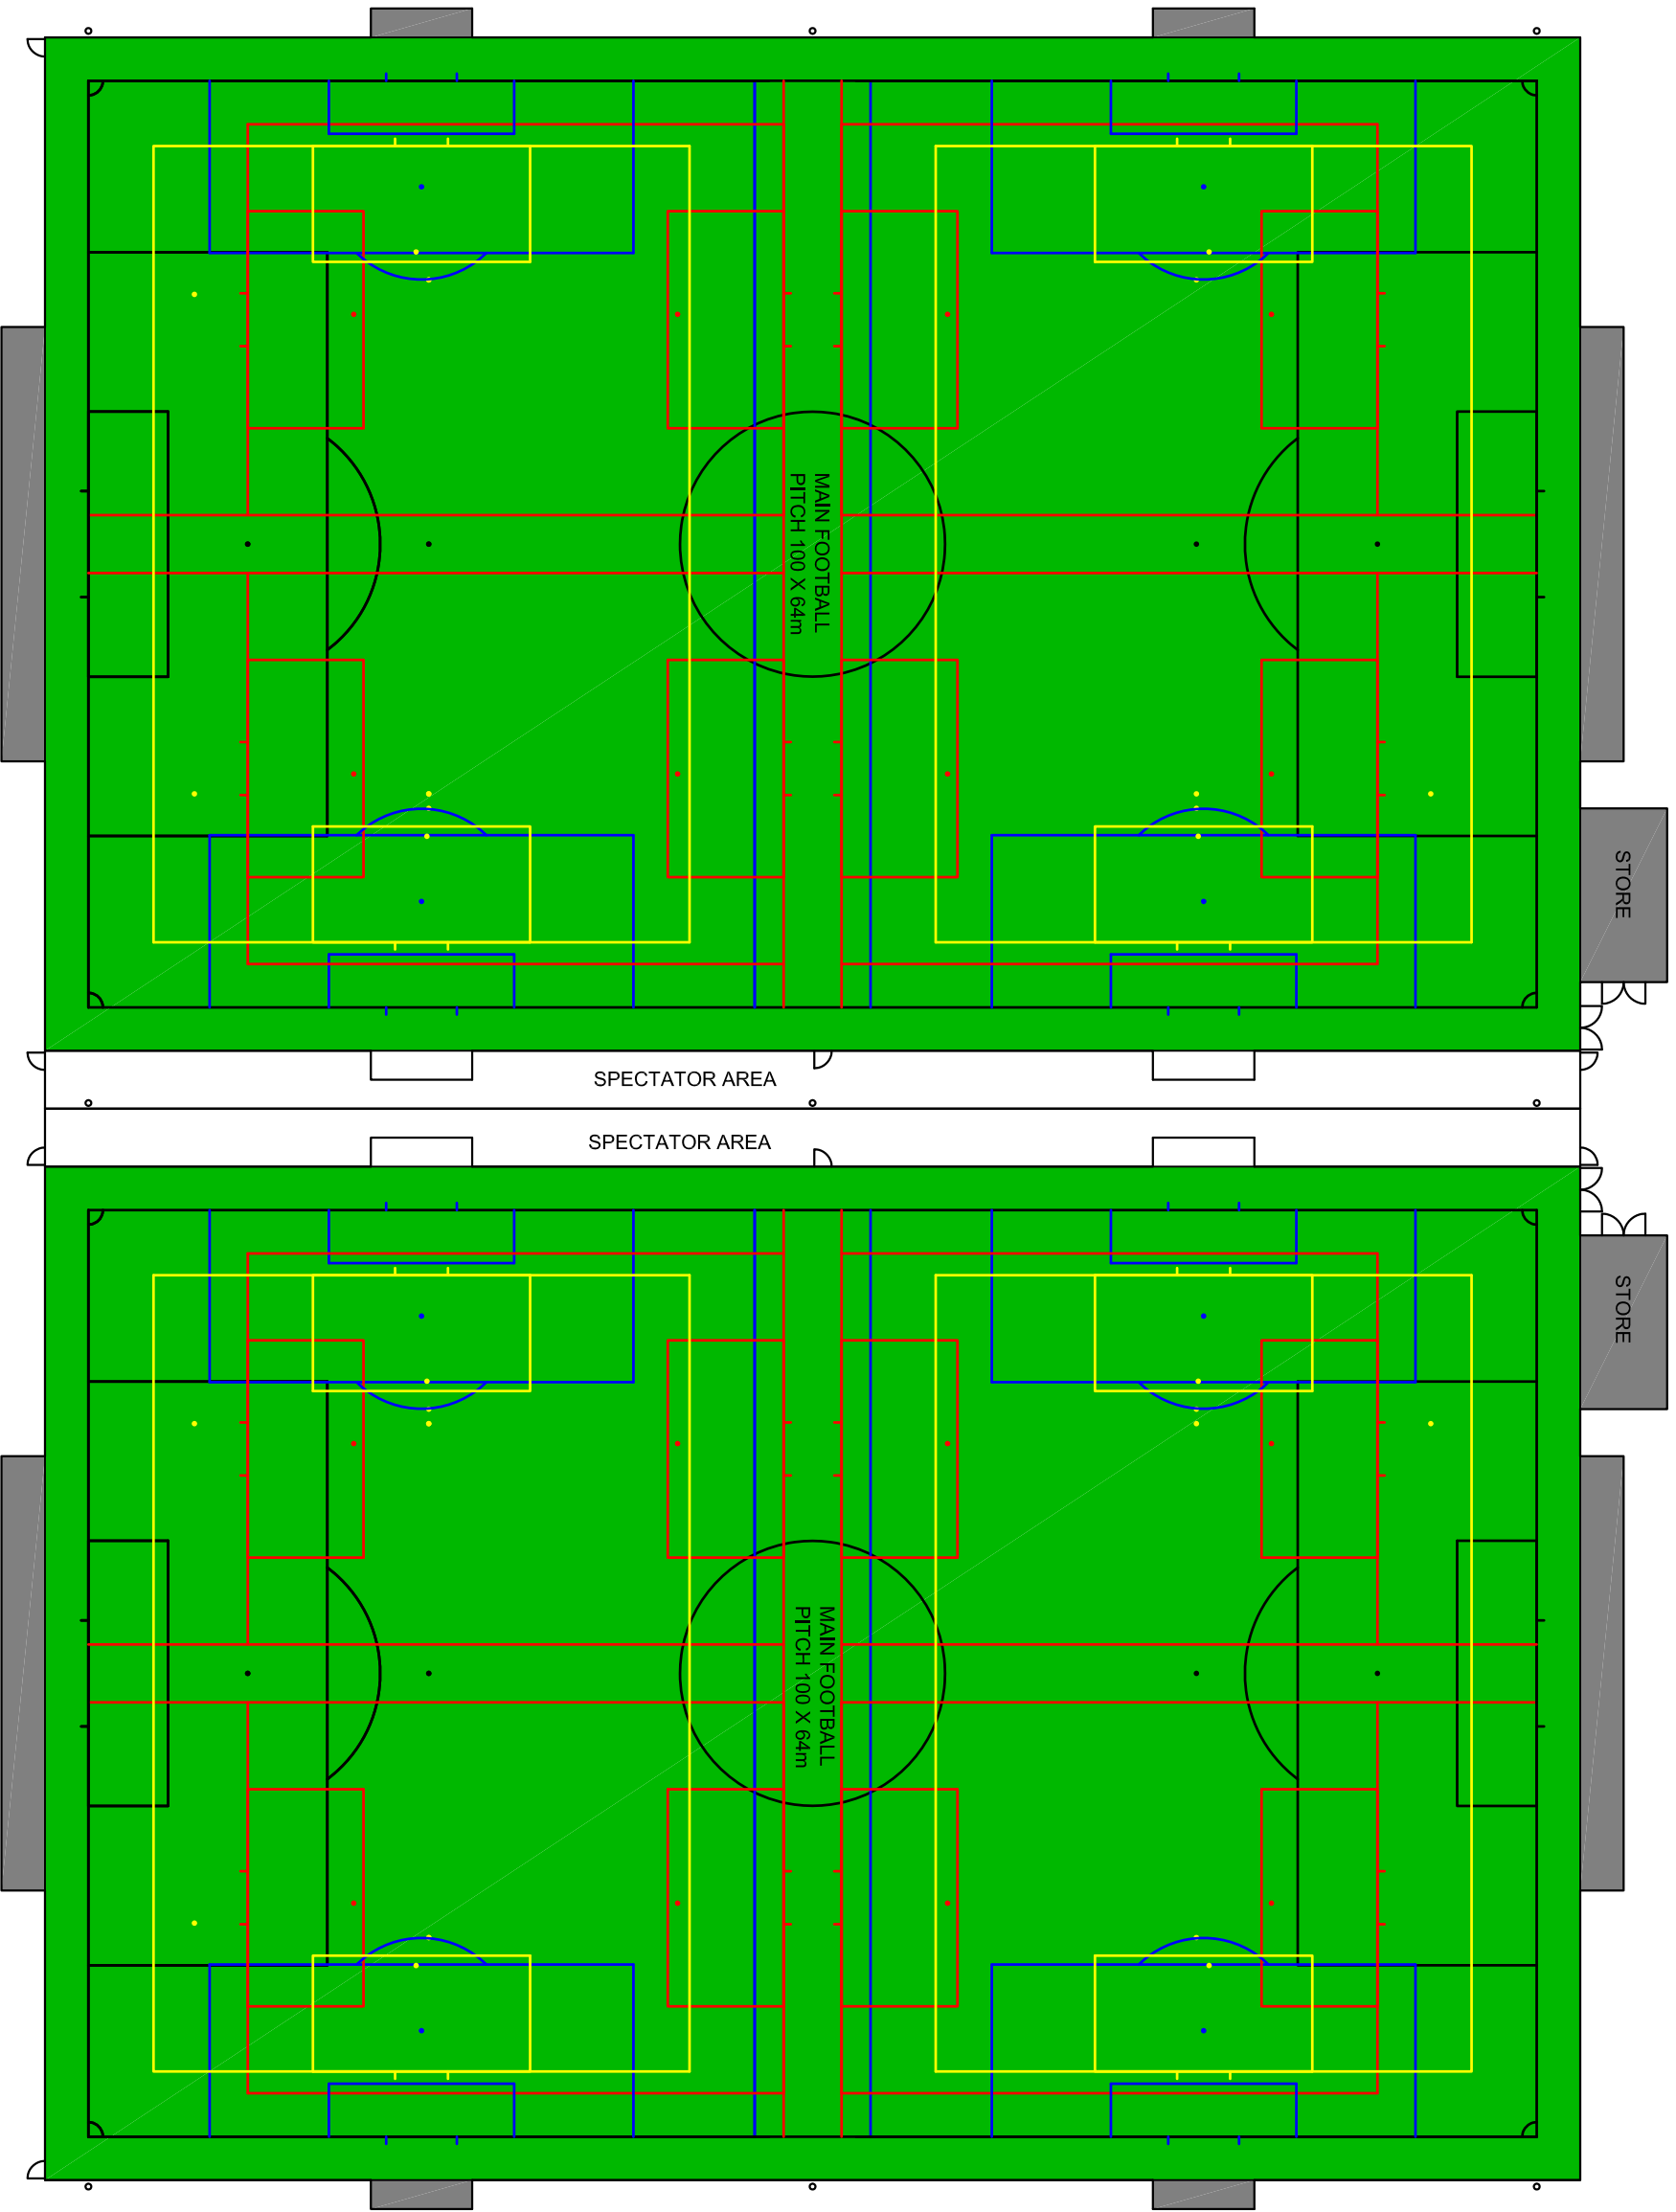 MAIN FOOTBALL
PITCH 100 X 64m
STORE
SPECTATOR AREA
SPECTATOR AREA
STORE
MAIN FOOTBALL
PITCH 100 X 64m